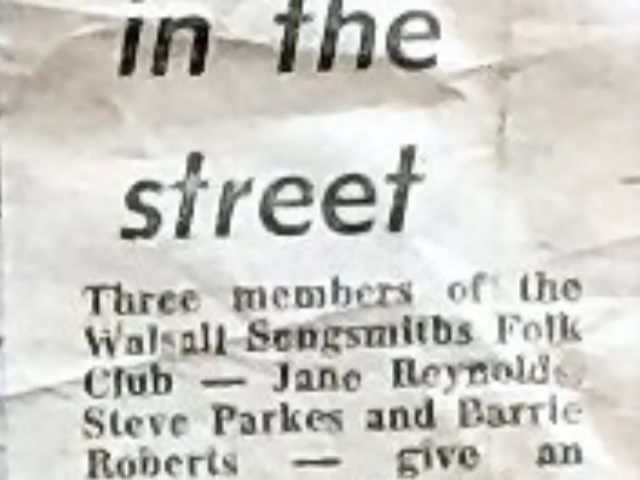 in the
street
Three members of the
Walsall Songsmiths Folk
Club — Jane Reynolds,
Steve Parkes and Barrie
Roberts — give an